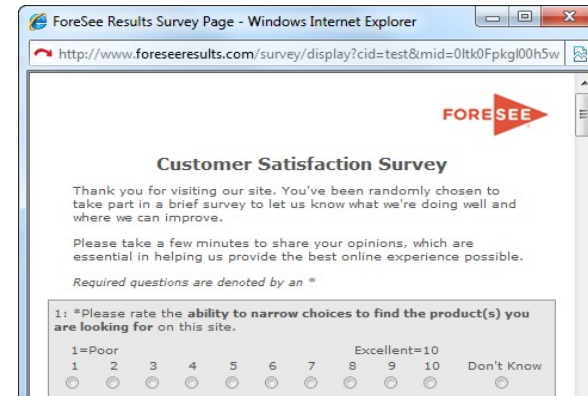 ForeSee Results Survey Page - Windows Internet Explorer
http://www.foreseeresults.com/survey/display?cid=test&mid=0ltk0Fpkgl00h5w
FORESEE
Customer Satisfaction Survey
Thank you for visiting our site. You've been randomly chosen to
take part in a brief survey to let us know what we're doing well and
where we can improve.
Please take a few minutes to share your opinions, which are
essential in helping us provide the best online experience possible.
Required questions are denoted by an *
1: *Please rate the ability to narrow choices to find the product(s) you
are looking for on this site.
1=Poor Excellent=10
1 2 3 4 5 6 7 8 9 10 Don't Know